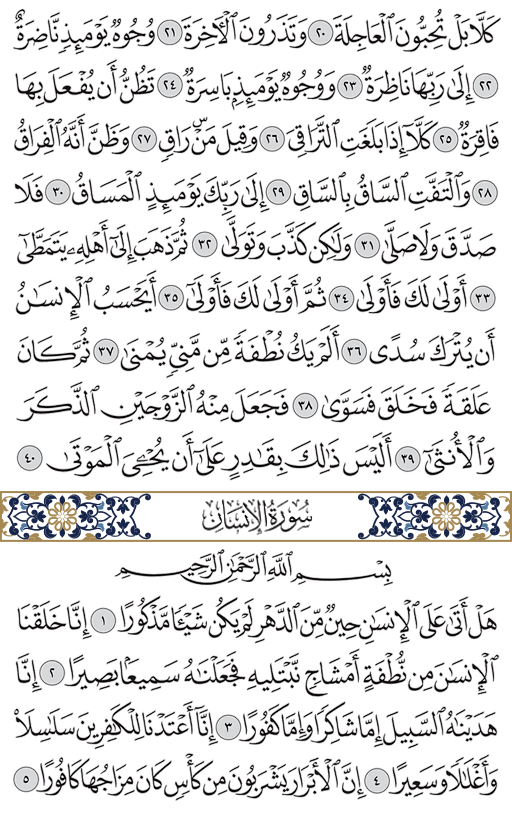 كَلَّا بَلْ تُحِبُّونَ ٱلْعَاجِلَةَ ٢٠ وَتَذَرُونَ ٱلْأَخِرَةَ ٢١ وُجُوهٌ يَوْمَئِذٍ نَّاضِرَةٌ
٢٢ إِلَىٰ رَبِّهَا نَاظِرَةٌ ٢٣ وَوُجُوهٌ يَوْمَئِذٍۭ بَاسِرَةٌ ٢٤ تَظُنُّ أَن يُفْعَلَ بِهَا
فَاقِرَةٌ ٢٥ كَلَّآ إِذَا بَلَغَتِ ٱلتَّرَاقِيَ ٢٦ وَقِيلَ مَنْۜ رَاقٍ ٢٧ وَظَنَّ أَنَّهُ ٱلْفِرَاقُ
٢٨ وَٱلْتَفَّتِ ٱلسَّاقُ بِٱلسَّاقِ ٢٩ إِلَىٰ رَبِّكَ يَوْمَئِذٍ ٱلْمَسَاقُ ٣٠ فَلَا
صَدَّقَ وَلَا صَلَّىٰ ٣١ وَلَٰكِن كَذَّبَ وَتَوَلَّىٰ ٣٢ ثُمَّ ذَهَبَ إِلَىٰٓ أَهْلِهِۦ يَتَمَطَّىٰٓ
٣٣ أَوْلَىٰ لَكَ فَأَوْلَىٰ ٣٤ ثُمَّ أَوْلَىٰ لَكَ فَأَوْلَىٰٓ ٣٥ أَيَحْسَبُ ٱلْإِنسَٰنُ
أَن يُتْرَكَ سُدًى ٣٦ أَلَمْ يَكُ نُطْفَةً مِّن مَّنِيٍّ يُمْنَىٰ ٣٧ ثُمَّ كَانَ
عَلَقَةً فَخَلَقَ فَسَوَّىٰ ٣٨ فَجَعَلَ مِنْهُ ٱلزَّوْجَيْنِ ٱلذَّكَرَ
وَٱلْأُنثَىٰٓ ٣٩ أَلَيْسَ ذَٰلِكَ بِقَٰدِرٍ عَلَىٰٓ أَن يُحْـِۧيَ ٱلْمَوْتَىٰ ٤٠
سُورَةُ الإِنسَانِ
بِسْمِ ٱللَّهِ ٱلرَّحْمَٰنِ ٱلرَّحِيمِ
هَلْ أَتَىٰ عَلَى ٱلْإِنسَٰنِ حِينٌ مِّنَ ٱلدَّهْرِ لَمْ يَكُن شَيْـًٔا مَّذْكُورًا ١ إِنَّا خَلَقْنَا
ٱلْإِنسَٰنَ مِن نُّطْفَةٍ أَمْشَاجٍ نَّبْتَلِيهِ فَجَعَلْنَٰهُ سَمِيعًۢا بَصِيرًا ٢ إِنَّا
هَدَيْنَٰهُ ٱلسَّبِيلَ إِمَّا شَاكِرًا وَإِمَّا كَفُورًا ٣ إِنَّآ أَعْتَدْنَا لِلْكَٰفِرِينَ سَلَٰسِلَا۟
وَأَغْلَٰلًا وَسَعِيرًا ٤ إِنَّ ٱلْأَبْرَارَ يَشْرَبُونَ مِن كَأْسٍ كَانَ مِزَاجُهَا كَافُورًا ٥